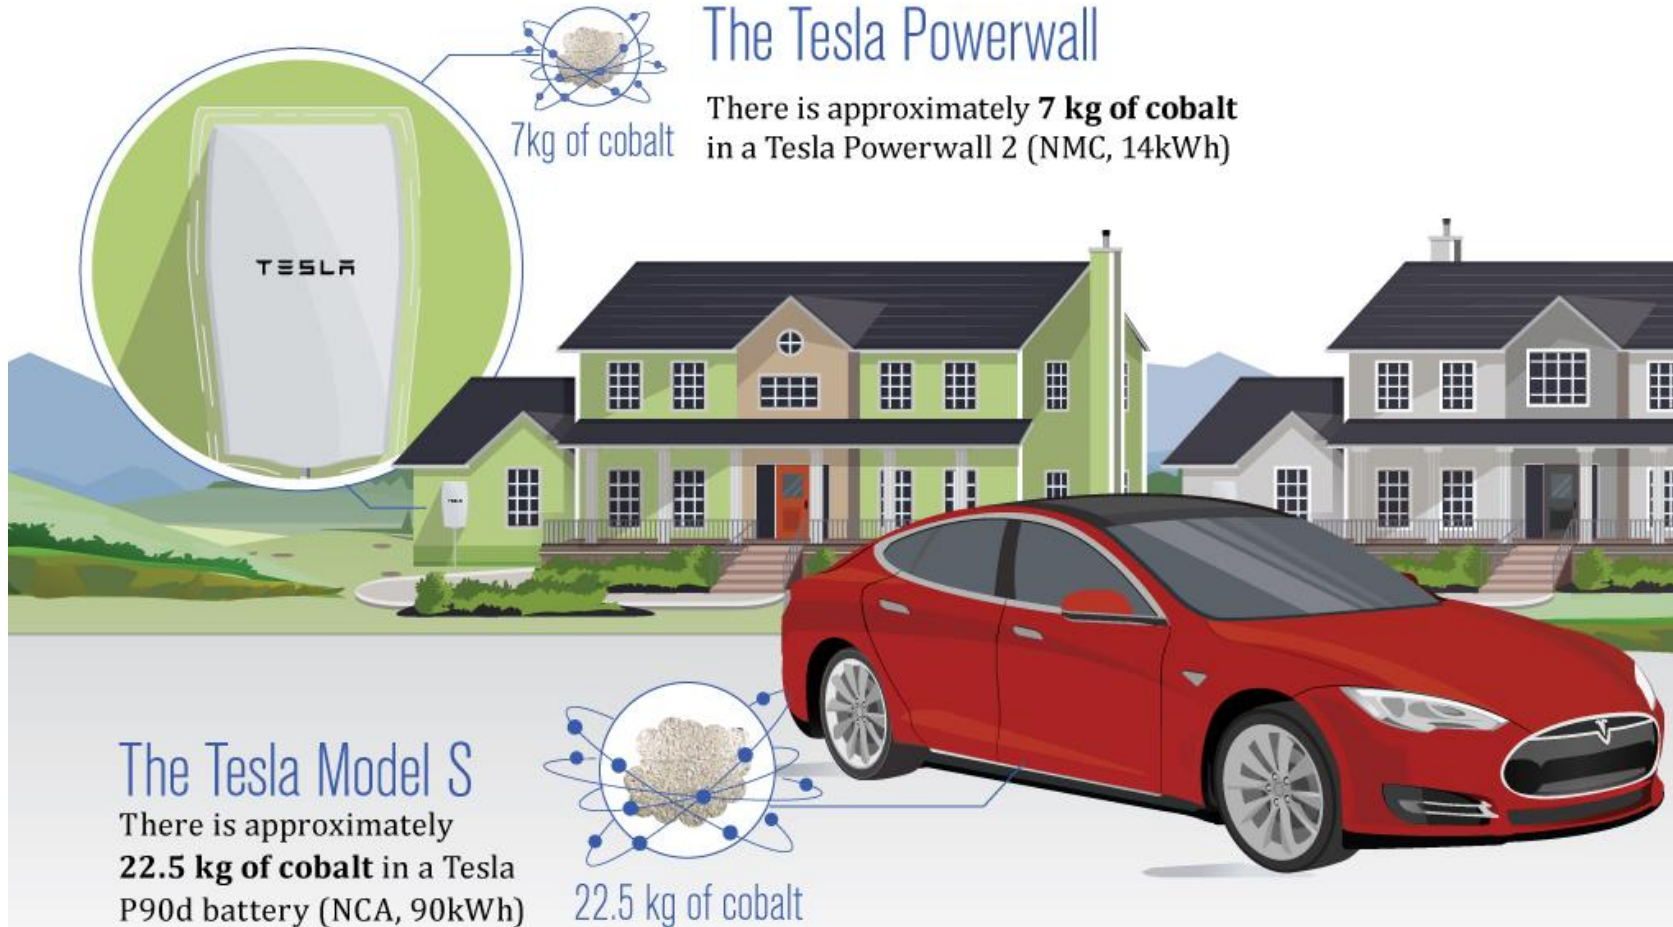 The Tesla Powerwall
7kg of cobalt
There is approximately 7 kg of cobalt
in a Tesla Powerwall 2 (NMC, 14kWh)
TESLA
TESLA
The Tesla Model S
There is approximately
22.5 kg of cobalt in a Tesla
P90d battery (NCA, 90kWh)
22.5 kg of cobalt